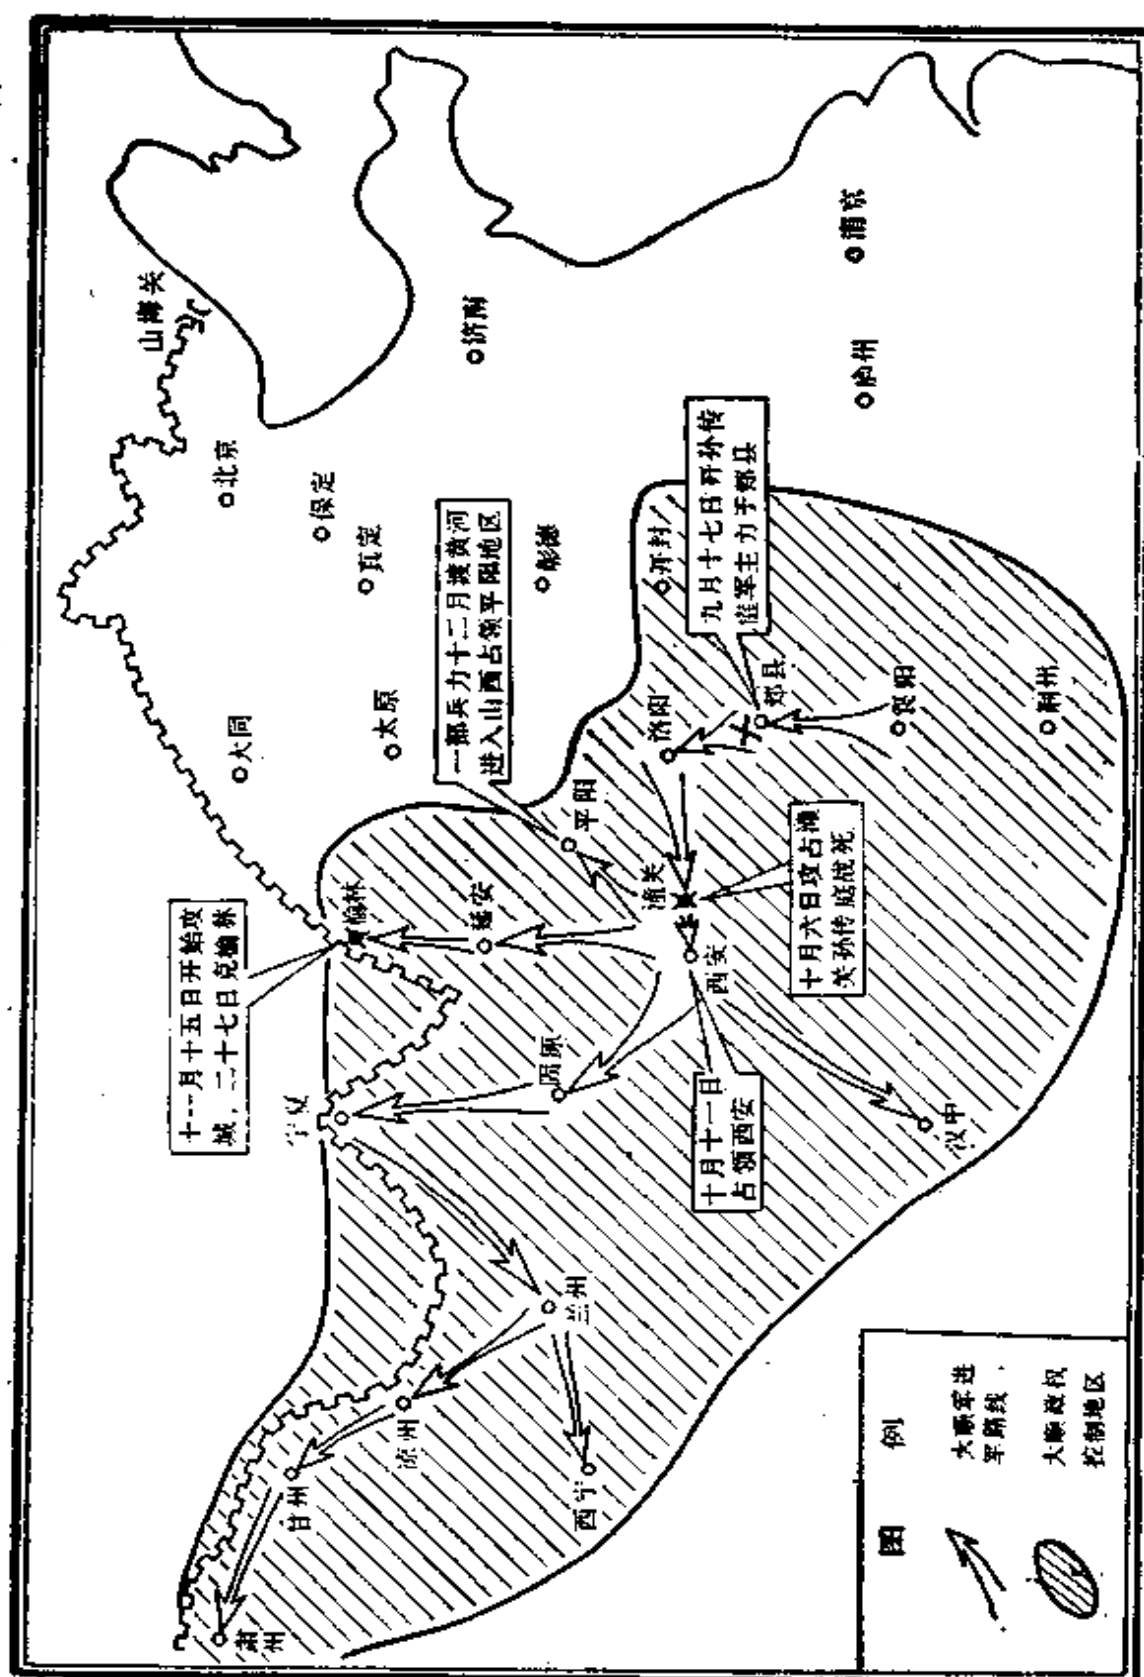 山海关
北京
保定
真定
济南
大同
太原
彰德
开封
南京
庐州
一部兵力十二月渡黄河
进入山西占领平阳地区
九月十七日歼孙传
庭军主力于郏县
洛阳
郏县
襄阳
荆州
平阳
潼关
十月六日攻占潼
关孙传庭战死
十一月十五日开始攻
城，二十七日克榆林
榆林
延安
西安
十月十一日
占领西安
固原
宁夏
汉中
兰州
凉州
西宁
甘州
肃州
图 例
大顺军进
军路线
大顺政权
控制地区